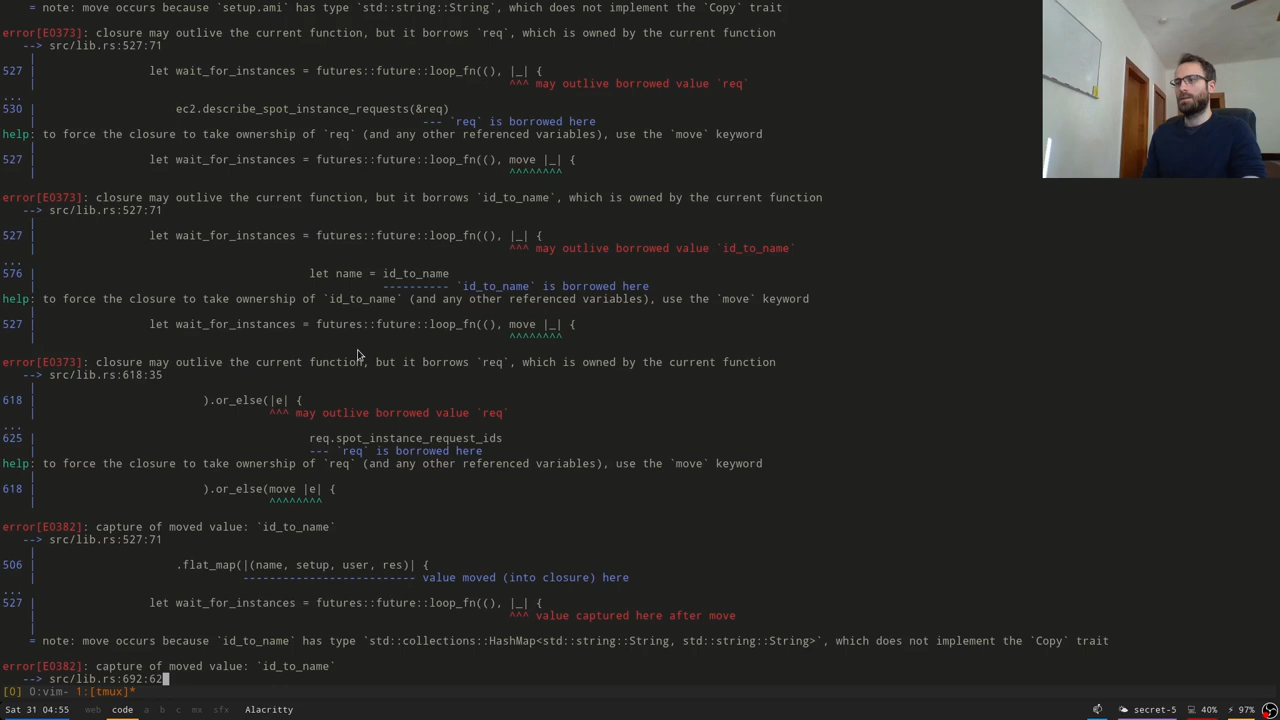 = note: move occurs because `setup.ami` has type `std::string::String`, which does not implement the `Copy` trait
error[E0373]: closure may outlive the current function, but it borrows `req`, which is owned by the current function
   --> src/lib.rs:527:71
    |
527 |                 let wait_for_instances = futures::future::loop_fn((), |_| {
    |                                                                       ^^^ may outlive borrowed value `req`
...
530 |                     ec2.describe_spot_instance_requests(&req)
    |                                                          --- `req` is borrowed here
help: to force the closure to take ownership of `req` (and any other referenced variables), use the `move` keyword
    |
527 |                 let wait_for_instances = futures::future::loop_fn((), move |_| {
    |                                                                       ^^^^^^^^
error[E0373]: closure may outlive the current function, but it borrows `id_to_name`, which is owned by the current function
   --> src/lib.rs:527:71
    |
527 |                 let wait_for_instances = futures::future::loop_fn((), |_| {
    |                                                                       ^^^ may outlive borrowed value `id_to_name`
...
576 |                                         let name = id_to_name
    |                                                    ---------- `id_to_name` is borrowed here
help: to force the closure to take ownership of `id_to_name` (and any other referenced variables), use the `move` keyword
    |
527 |                 let wait_for_instances = futures::future::loop_fn((), move |_| {
    |                                                                       ^^^^^^^^
error[E0373]: closure may outlive the current function, but it borrows `req`, which is owned by the current function
   --> src/lib.rs:618:35
    |
618 |                         ).or_else(|e| {
    |                                   ^^^ may outlive borrowed value `req`
...
625 |                                         req.spot_instance_request_ids
    |                                         --- `req` is borrowed here
help: to force the closure to take ownership of `req` (and any other referenced variables), use the `move` keyword
    |
618 |                         ).or_else(move |e| {
    |                                   ^^^^^^^^
error[E0382]: capture of moved value: `id_to_name`
   --> src/lib.rs:527:71
    |
506 |                     .flat_map(|(name, setup, user, res)| {
    |                               -------------------------- value moved (into closure) here
...
527 |                 let wait_for_instances = futures::future::loop_fn((), |_| {
    |                                                                       ^^^ value captured here after move
    |
    = note: move occurs because `id_to_name` has type `std::collections::HashMap<std::string::String, std::string::String>`, which does not implement the `Copy` trait
error[E0382]: capture of moved value: `id_to_name`
   --> src/lib.rs:692:62
[0] 0:vim- 1:[tmux]*
Sat 31 04:55 web code a b c mx sfx Alacritty secret-5 40% 97%